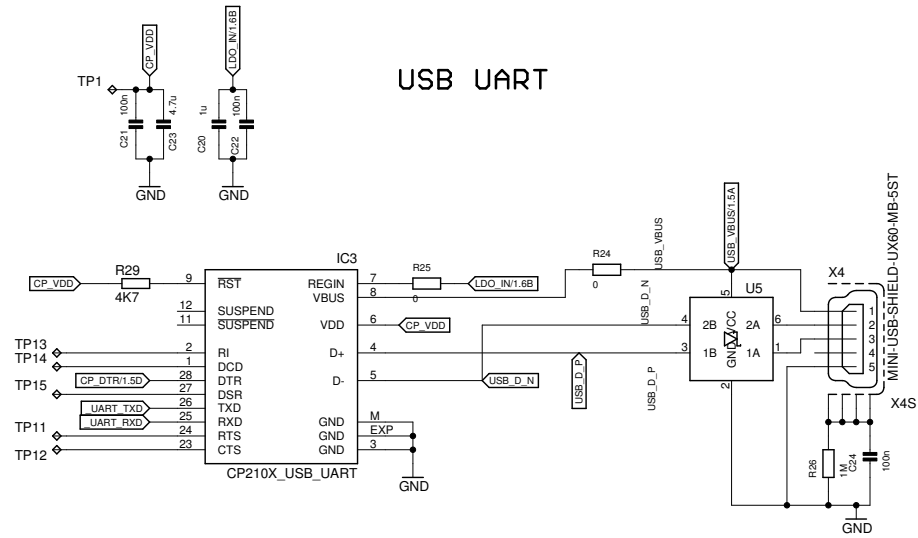 CP_VDD
LDO_IN/1.6B
TP1
100n
4.7u
1u
100n
C21
C23
C20
C22
GND
GND
USB UART
IC3
CP_VDD
R29
4K7
9
RST
12
SUSPEND
11
SUSPEND
TP13
2
RI
TP14
1
DCD
CP_DTR/1.5D
28
DTR
TP15
27
DSR
_UART_TXD
26
TXD
_UART_RXD
25
RXD
TP11
24
RTS
TP12
23
CTS
REGIN
7
R25
0
LDO_IN/1.6B
VBUS
8
VDD
6
CP_VDD
D+
4
D-
5
USB_D_N
GND
M
GND
EXP
GND
3
GND
CP210X_USB_UART
R24
0
USB_VBUS
USB_VBUS/1.5A
USB_D_N
USB_D_P
USB_D_P
U5
5
4
2B
2A
6
3
1B
1A
1
GND
VCC
2
X4
1
2
3
4
5
MINI-USB-SHIELD-UX60-MB-5ST
X4S
R26
1M
C24
100n
GND